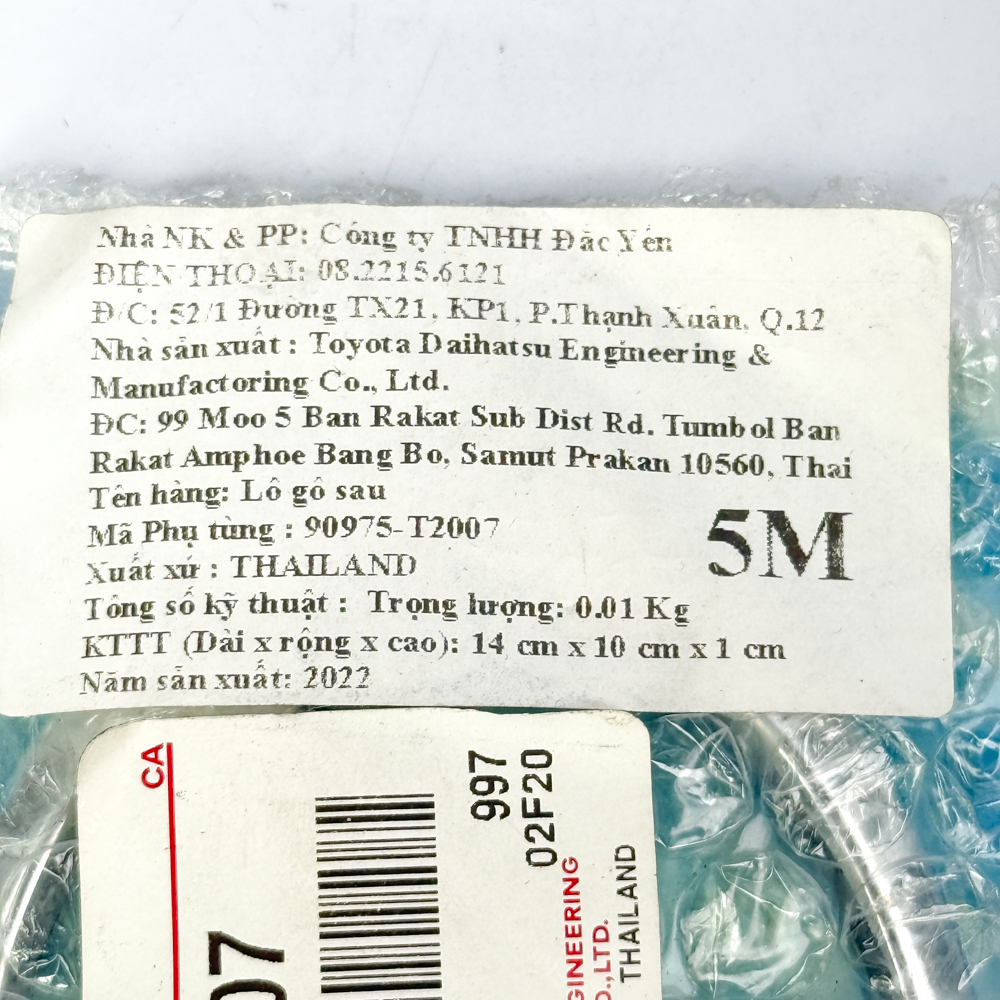 Nhà NK & PP: Công ty TNHH Đắc Yến
ĐIỆN THOẠI: 08.2215.6121
Đ/C: 52/1 Đường TX21, KP1, P.Thạnh Xuân, Q.12
Nhà sản xuất : Toyota Daihatsu Engineering &
Manufactoring Co., Ltd.
ĐC: 99 Moo 5 Ban Rakat Sub Dist Rd. Tumbol Ban
Rakat Amphoe Bang Bo, Samut Prakan 10560, Thai
Tên hàng: Lô gô sau
Mã Phụ tùng : 90975-T2007
5M
Xuất xứ : THAILAND
Tông số kỹ thuật : Trọng lượng: 0.01 Kg
KTTT (Dài x rộng x cao): 14 cm x 10 cm x 1 cm
Năm sản xuất: 2022
CA
07
997
02F20
GINEERING
O.,LTD.
THAILAND